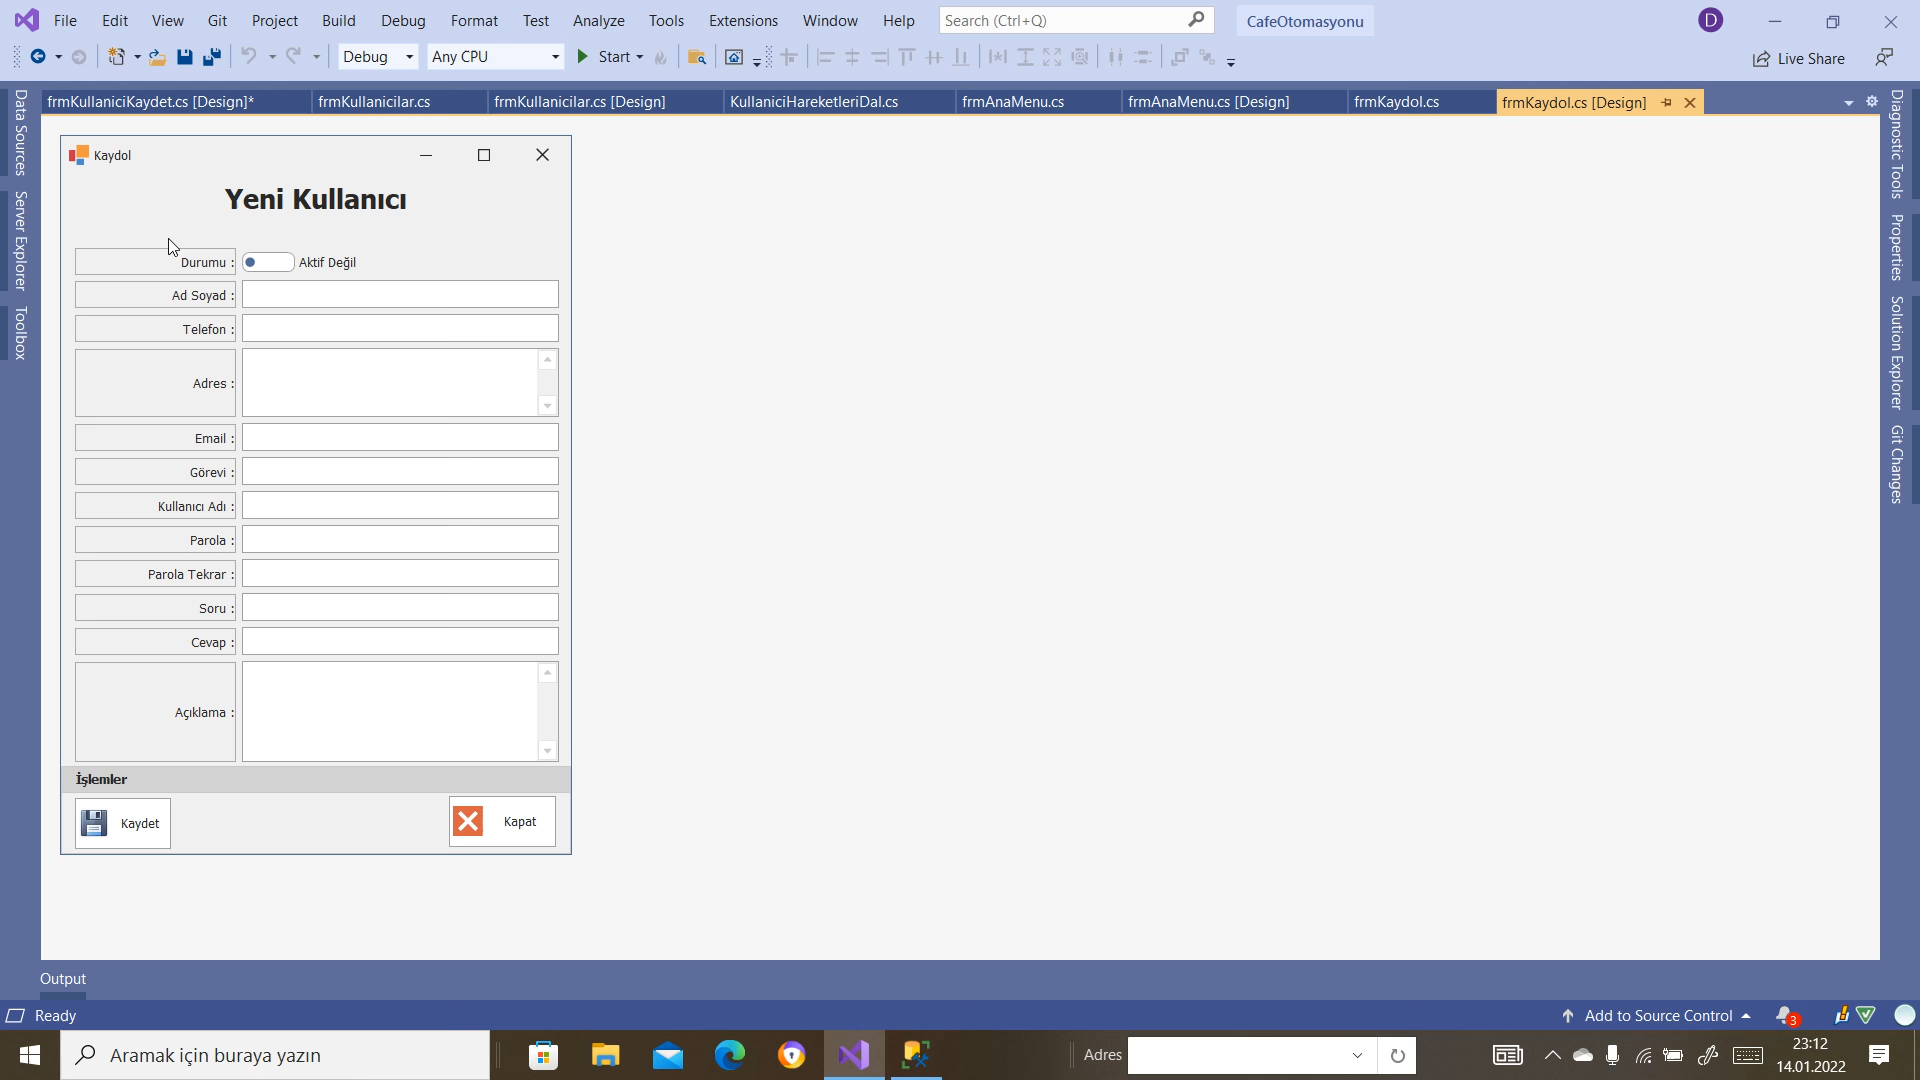 File Edit View Git Project Build Debug Format Test Analyze Tools Extensions Window Help Search (Ctrl+Q) CafeOtomasyonu D
Debug Any CPU Start Live Share
frmKullaniciKaydet.cs [Design]* frmKullanicilar.cs frmKullanicilar.cs [Design] KullaniciHareketleriDal.cs frmAnaMenu.cs frmAnaMenu.cs [Design] frmKaydol.cs frmKaydol.cs [Design]
Data Sources
Server Explorer
Toolbox
Kaydol
Yeni Kullanıcı
Durumu : Aktif Değil
Ad Soyad :
Telefon :
Adres :
Email :
Görevi :
Kullanıcı Adı :
Parola :
Parola Tekrar :
Soru :
Cevap :
Açıklama :
İşlemler
Kaydet Kapat
Diagnostic Tools
Properties
Solution Explorer
Git Changes
Output
Ready Add to Source Control 3
Aramak için buraya yazın Adres 23:12
14.01.2022